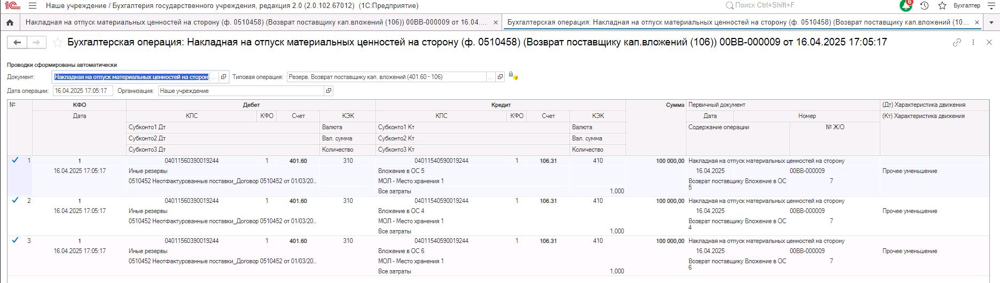 1С Наше учреждение / Бухгалтерия государственного учреждения, редакция 2.0 (2.0.102.67012) (1С:Предприятие) Поиск Ctrl+Shift+F 6 Бухгалтер
Накладная на отпуск материальных ценностей на сторону (ф. 0510458) (Возврат поставщику кап.вложений (106)) 00ВВ-000009 от 16.04.... Бухгалтерская операция: Накладная на отпуск материальных ценностей на сторону (ф. 0510458) (Возврат поставщику кап.вложений (10...
Бухгалтерская операция: Накладная на отпуск материальных ценностей на сторону (ф. 0510458) (Возврат поставщику кап.вложений (106)) 00ВВ-000009 от 16.04.2025 17:05:17
Проводки сформированы автоматически
Документ: Накладная на отпуск материальных ценностей на сторон ... Типовая операция: Резерв. Возврат поставщику кап. вложений (401.60 - 106) ...
Дата операции: 16.04.2025 17:05:17 Организация: Наше учреждение
№ КФО Дебет Кредит Сумма Первичный документ (Дт) Характеристика движения
Дата КПС КФО Счет КЭК КПС КФО Счет КЭК Дата Номер (Кт) Характеристика движения
Субконто1 Дт Валюта Субконто1 Кт Валюта Содержание операции № Ж/О
Субконто2 Дт Вал. сумма Субконто2 Кт Вал. сумма
Субконто3 Дт Количество Субконто3 Кт Количество
1 1 04011560390019244 1 401.60 310 04011540590019244 1 106.31 410 100 000,00 Накладная на отпуск материальных ценностей на сторону
16.04.2025 17:05:17 Иные резервы Вложение в ОС 5 16.04.2025 00ВВ-000009 Прочее уменьшение
0510452 Неотфактурованные поставки_Договор 0510452 от 01/03/20... МОЛ - Место хранения 1 Возврат поставщику Вложение в ОС 7
5
Все затраты 1,000
2 1 04011560390019244 1 401.60 310 04011540590019244 1 106.31 410 100 000,00 Накладная на отпуск материальных ценностей на сторону
16.04.2025 17:05:17 Иные резервы Вложение в ОС 4 16.04.2025 00ВВ-000009 Прочее уменьшение
0510452 Неотфактурованные поставки_Договор 0510452 от 01/03/20... МОЛ - Место хранения 1 Возврат поставщику Вложение в ОС 7
4
Все затраты 1,000
3 1 04011560390019244 1 401.60 310 04011540590019244 1 106.31 410 100 000,00 Накладная на отпуск материальных ценностей на сторону
16.04.2025 17:05:17 Иные резервы Вложение в ОС 6 16.04.2025 00ВВ-000009 Прочее уменьшение
0510452 Неотфактурованные поставки_Договор 0510452 от 01/03/20... МОЛ - Место хранения 1 Возврат поставщику Вложение в ОС 7
6
Все затраты 1,000